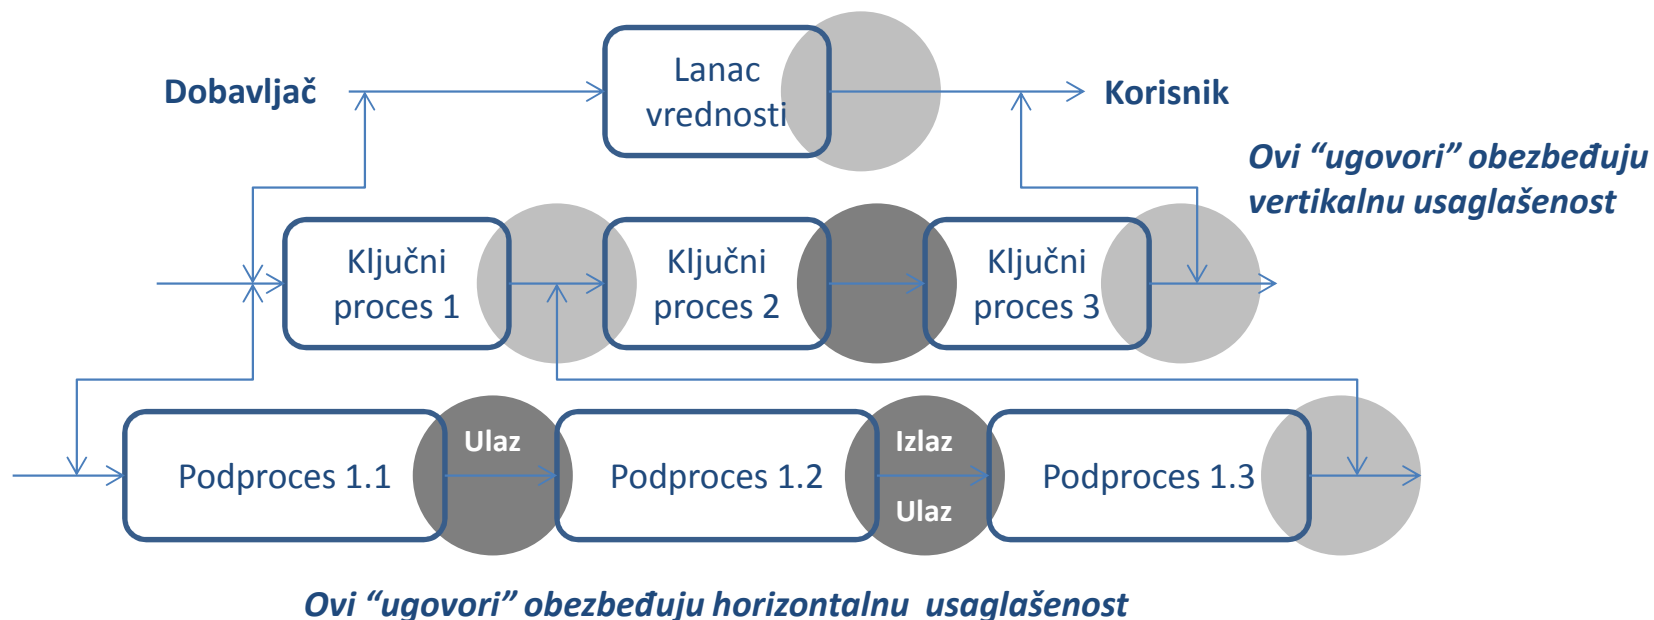 Lanac
vrednosti
Dobavljač
Korisnik
Ovi “ugovori” obezbeđuju
vertikalnu usaglašenost
Ključni
proces 1
Ključni
proces 2
Ključni
proces 3
Podproces 1.1
Ulaz
Podproces 1.2
Izlaz
Ulaz
Podproces 1.3
Ovi “ugovori” obezbeđuju horizontalnu usaglašenost